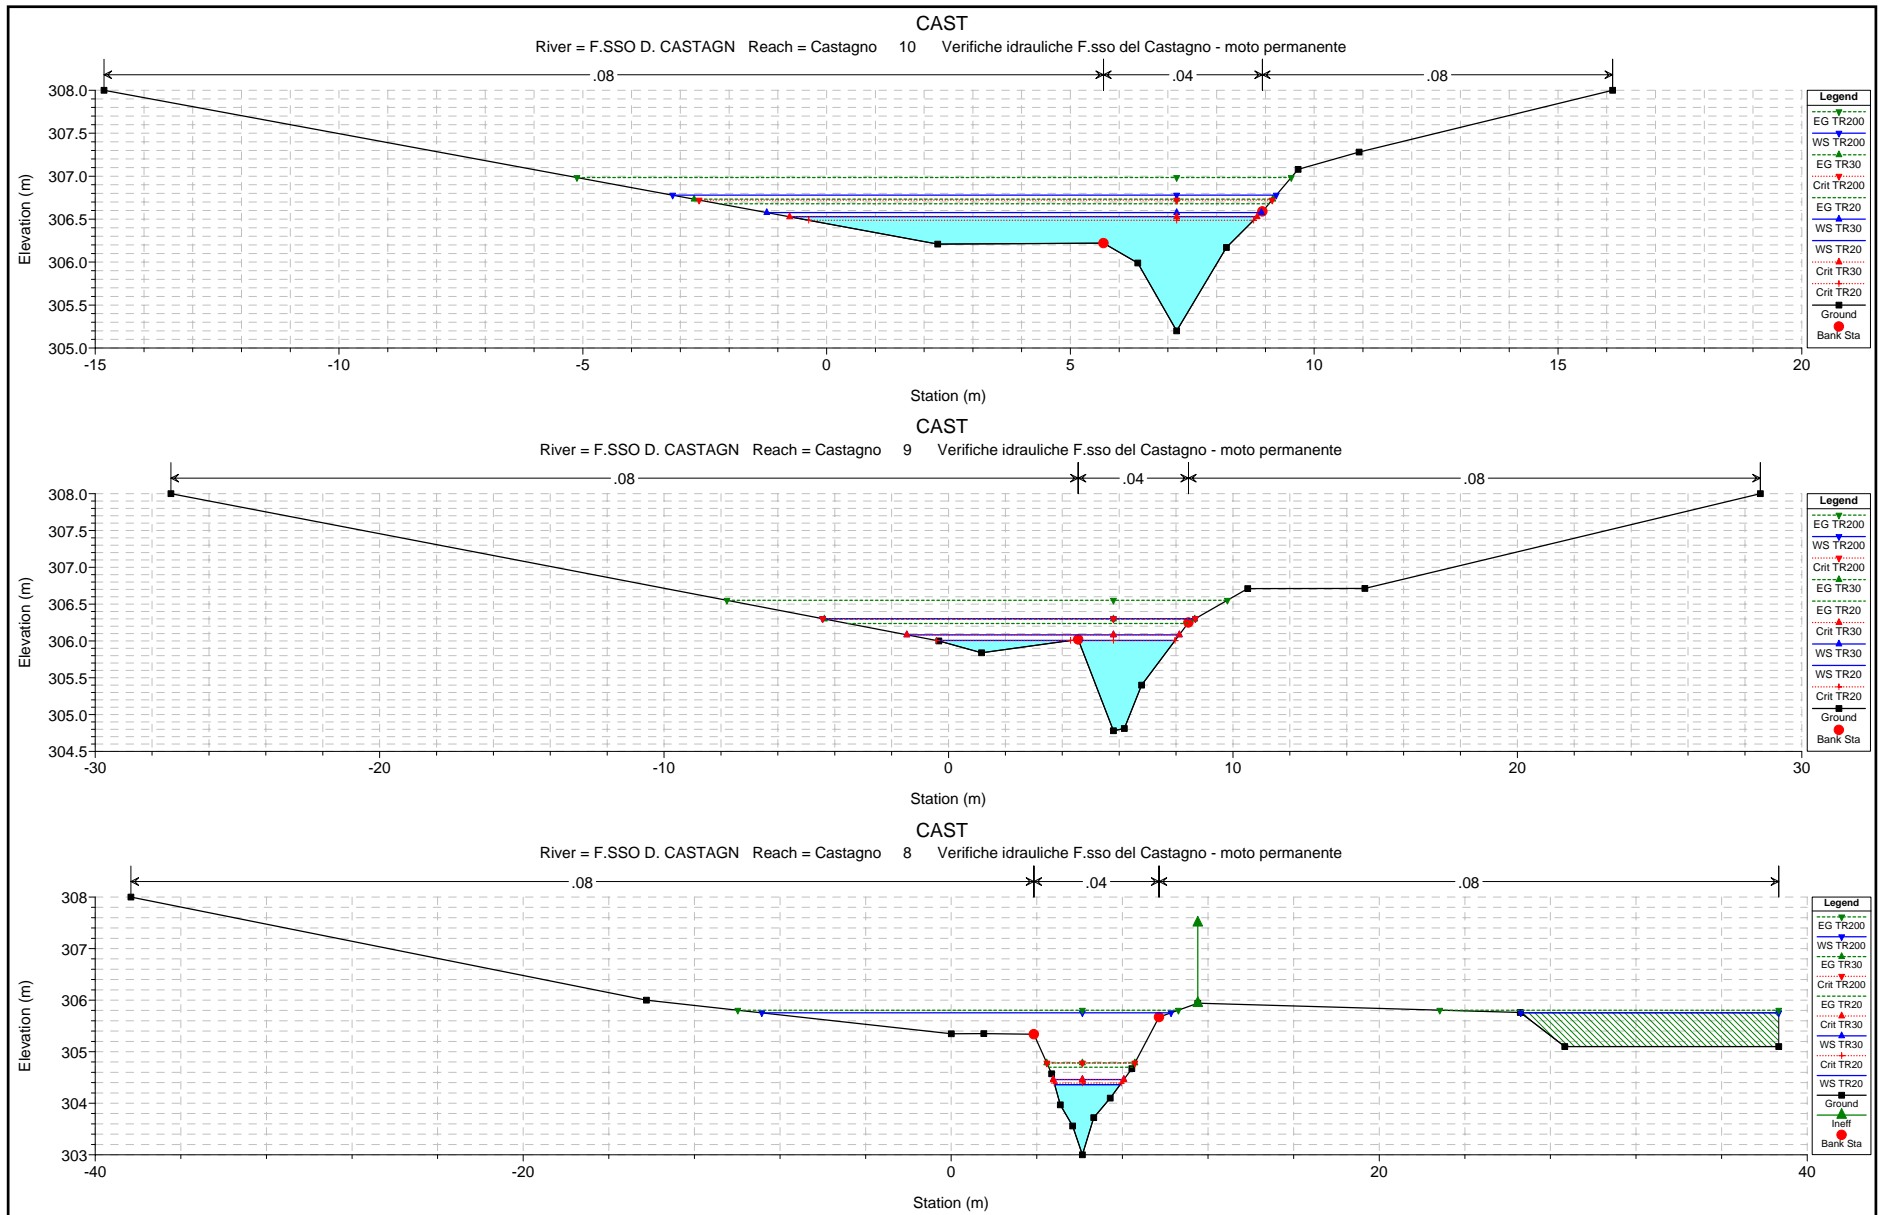 CAST
River = F.SSO D. CASTAGN Reach = Castagno 10 Verifiche idrauliche F.sso del Castagno - moto permanente
.08 .04 .08
308.0
307.5
307.0
306.5
306.0
305.5
305.0
Elevation (m)
-15 -10 -5 0 5 10 15 20
Station (m)
Legend
EG TR200
WS TR200
EG TR30
Crit TR200
EG TR20
WS TR30
WS TR20
Crit TR30
Crit TR20
Ground
Bank Sta
CAST
River = F.SSO D. CASTAGN Reach = Castagno 9 Verifiche idrauliche F.sso del Castagno - moto permanente
.08 .04 .08
308.0
307.5
307.0
306.5
306.0
305.5
305.0
304.5
Elevation (m)
-30 -20 -10 0 10 20 30
Station (m)
Legend
EG TR200
WS TR200
Crit TR200
EG TR30
EG TR20
Crit TR30
WS TR30
WS TR20
Crit TR20
Ground
Bank Sta
CAST
River = F.SSO D. CASTAGN Reach = Castagno 8 Verifiche idrauliche F.sso del Castagno - moto permanente
.08 .04 .08
308
307
306
305
304
303
Elevation (m)
-40 -20 0 20 40
Station (m)
Legend
EG TR200
WS TR200
EG TR30
Crit TR200
EG TR20
Crit TR30
WS TR30
Crit TR20
WS TR20
Ground
Ineff
Bank Sta